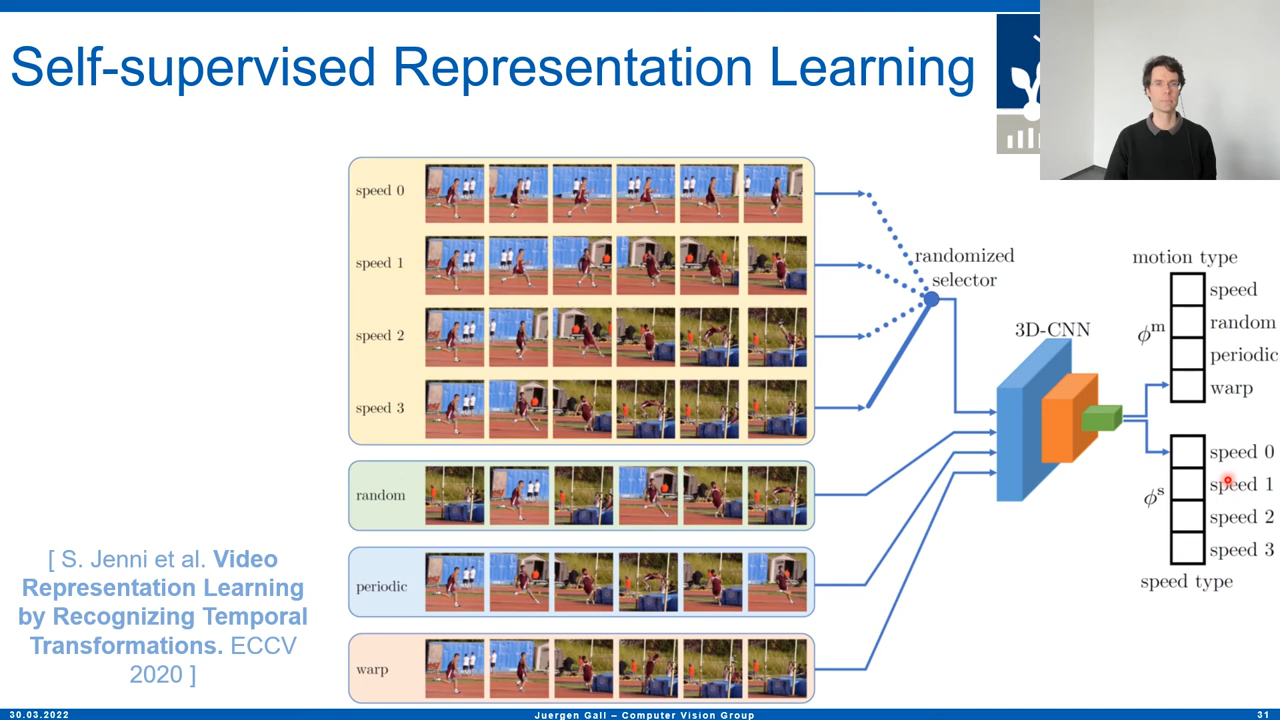 Self-supervised Representation Learning
speed 0
speed 1
speed 2
speed 3
random
periodic
warp
randomized
selector
3D-CNN
motion type
ϕᵐ
speed
random
periodic
warp
ϕˢ
speed 0
speed 1
speed 2
speed 3
speed type
[ S. Jenni et al. Video
Representation Learning
by Recognizing Temporal
Transformations. ECCV
2020 ]
30.03.2022
Juergen Gall – Computer Vision Group
31